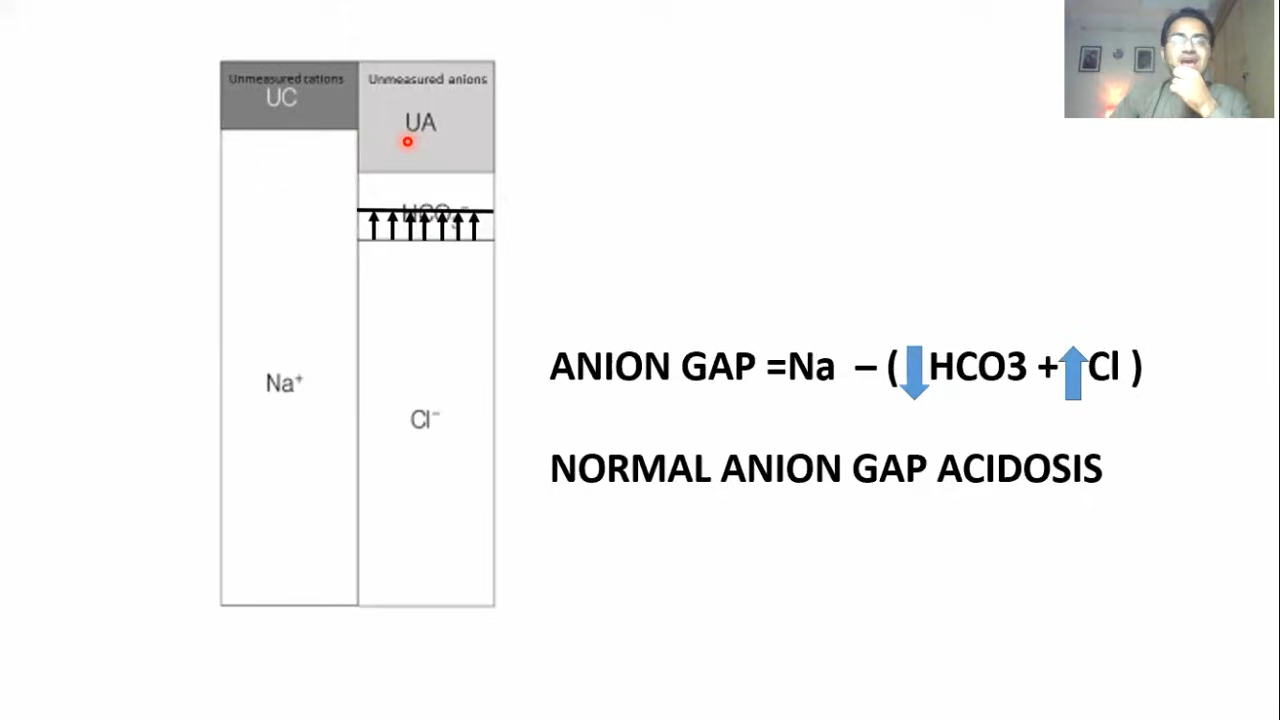 Unmeasured cations
UC
Unmeasured anions
UA
HCO₃⁻
Na⁺
Cl⁻
ANION GAP =Na – ( HCO3 + Cl )
NORMAL ANION GAP ACIDOSIS